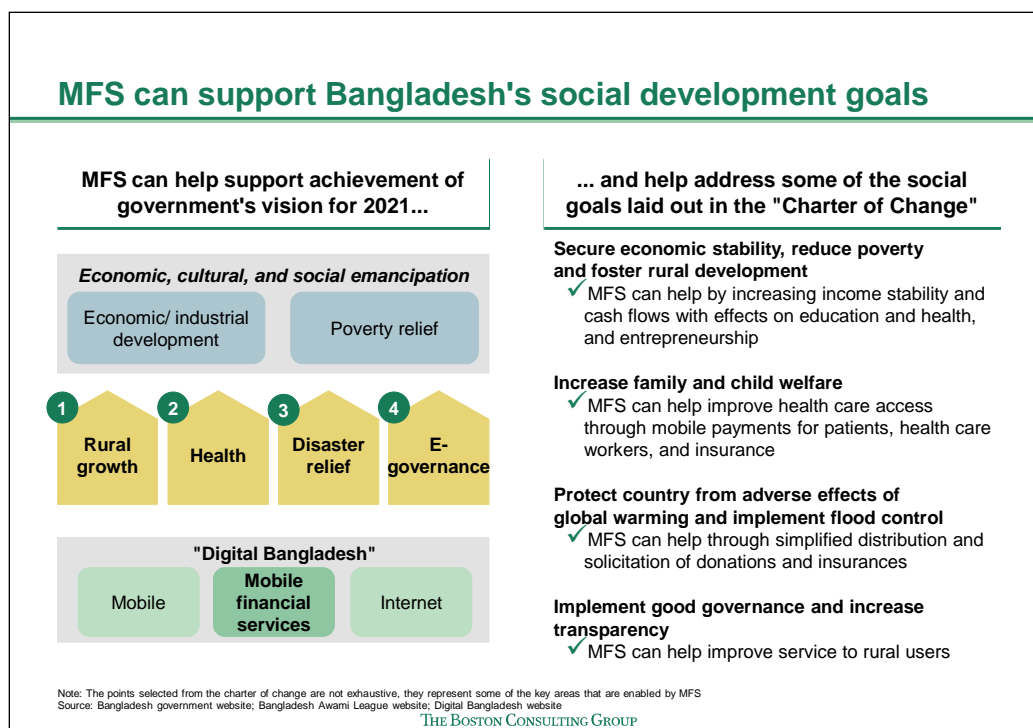 MFS can support Bangladesh's social development goals
MFS can help support achievement of
government's vision for 2021...
Economic, cultural, and social emancipation
Economic/ industrial
development
Poverty relief
1
Rural
growth
2
Health
3
Disaster
relief
4
E-
governance
"Digital Bangladesh"
Mobile
Mobile
financial
services
Internet
... and help address some of the social
goals laid out in the "Charter of Change"
Secure economic stability, reduce poverty
and foster rural development
✓MFS can help by increasing income stability and
cash flows with effects on education and health,
and entrepreneurship
Increase family and child welfare
✓MFS can help improve health care access
through mobile payments for patients, health care
workers, and insurance
Protect country from adverse effects of
global warming and implement flood control
✓MFS can help through simplified distribution and
solicitation of donations and insurances
Implement good governance and increase
transparency
✓MFS can help improve service to rural users
Note: The points selected from the charter of change are not exhaustive, they represent some of the key areas that are enabled by MFS
Source: Bangladesh government website; Bangladesh Awami League website; Digital Bangladesh website
THE BOSTON CONSULTING GROUP